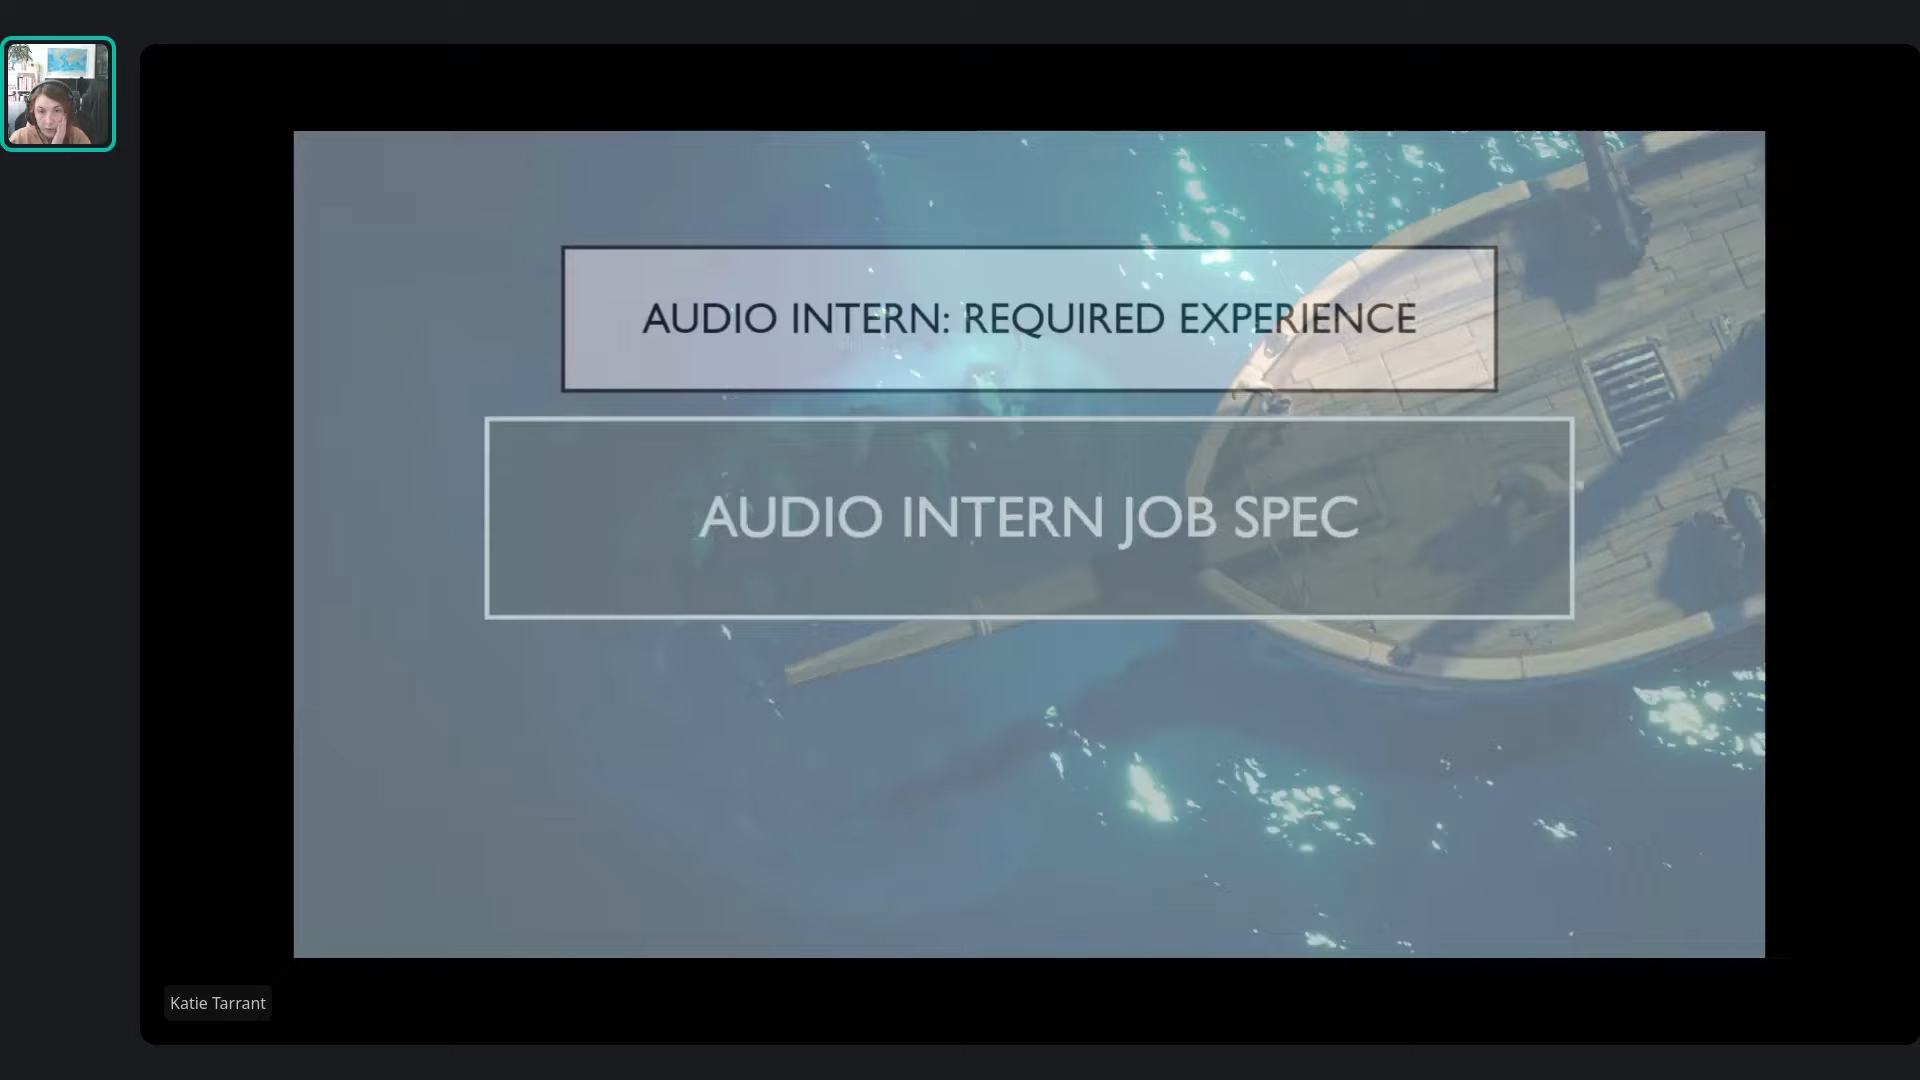 AUDIO INTERN: REQUIRED EXPERIENCE
AUDIO INTERN JOB SPEC
Katie Tarrant